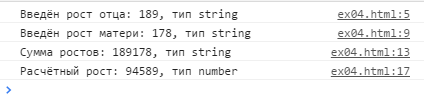 Введён рост отца: 189, тип string ex04.html:5
Введён рост матери: 178, тип string ex04.html:9
Сумма ростов: 189178, тип string ex04.html:13
Расчётный рост: 94589, тип number ex04.html:17